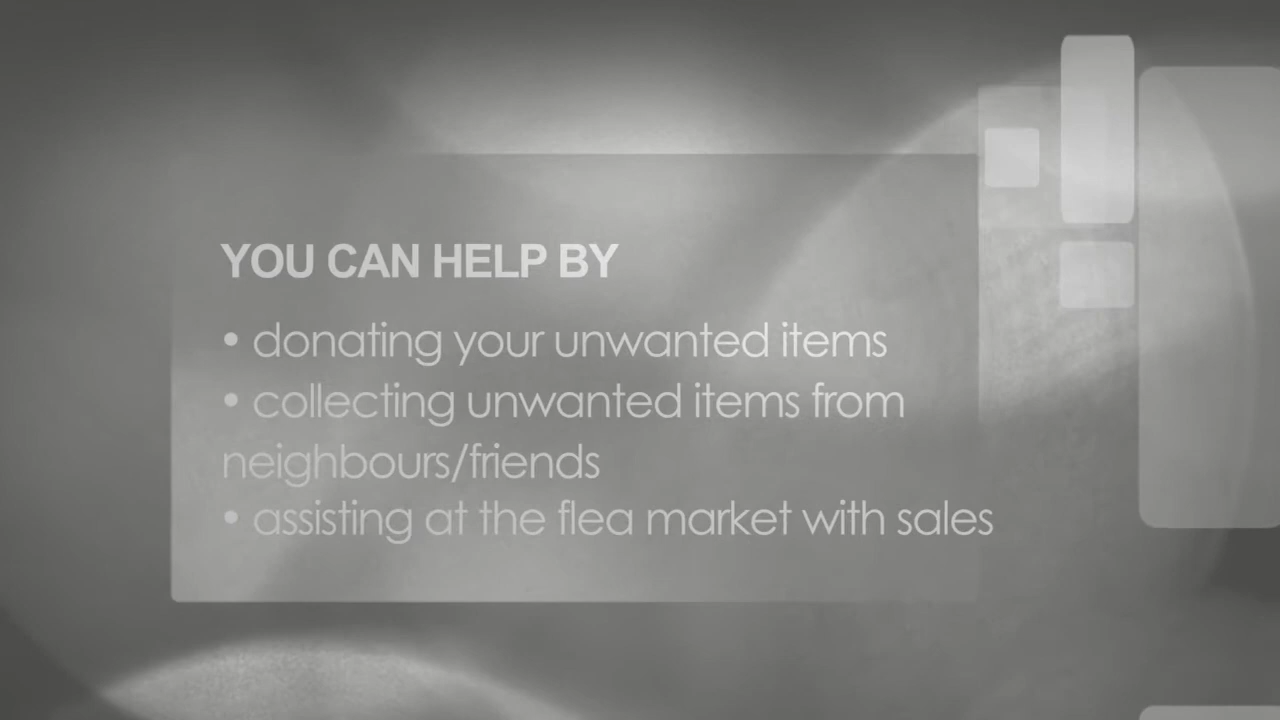 YOU CAN HELP BY
• donating your unwanted items
• collecting unwanted items from
neighbours/friends
• assisting at the flea market with sales